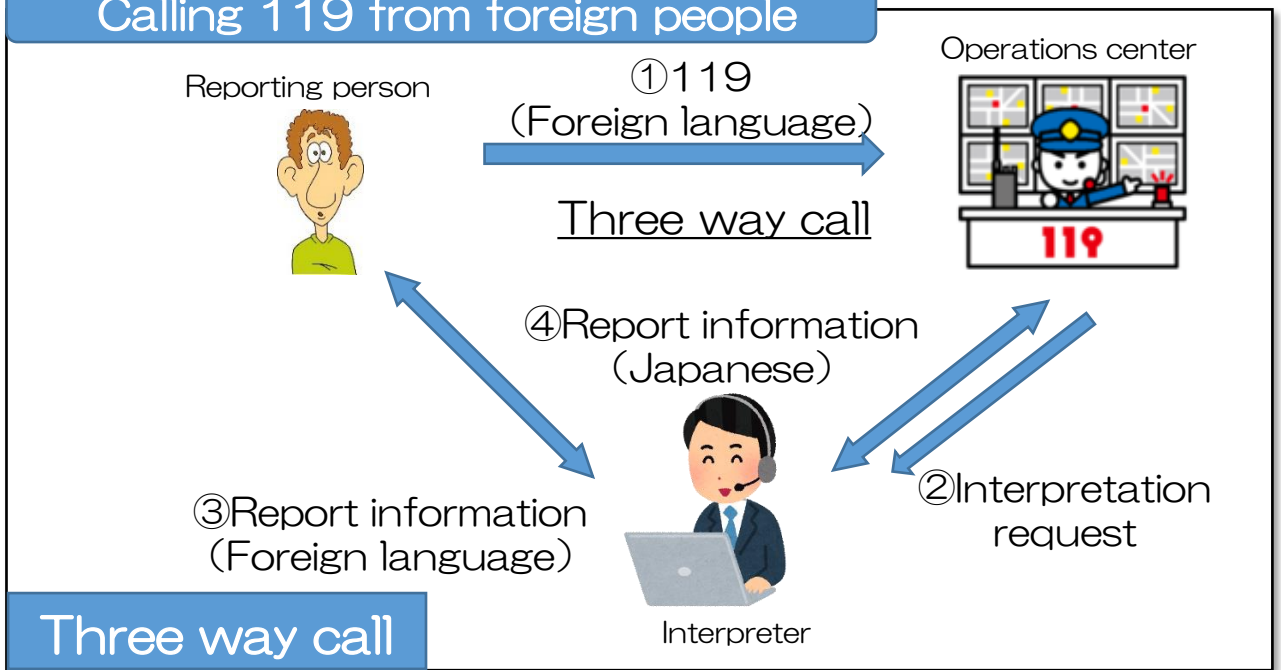 Calling 119 from foreign people
Operations center
Reporting person
①119
（Foreign language）
Three way call
119
④Report information
（Japanese）
②Interpretation
request
③Report information
（Foreign language）
Interpreter
Three way call